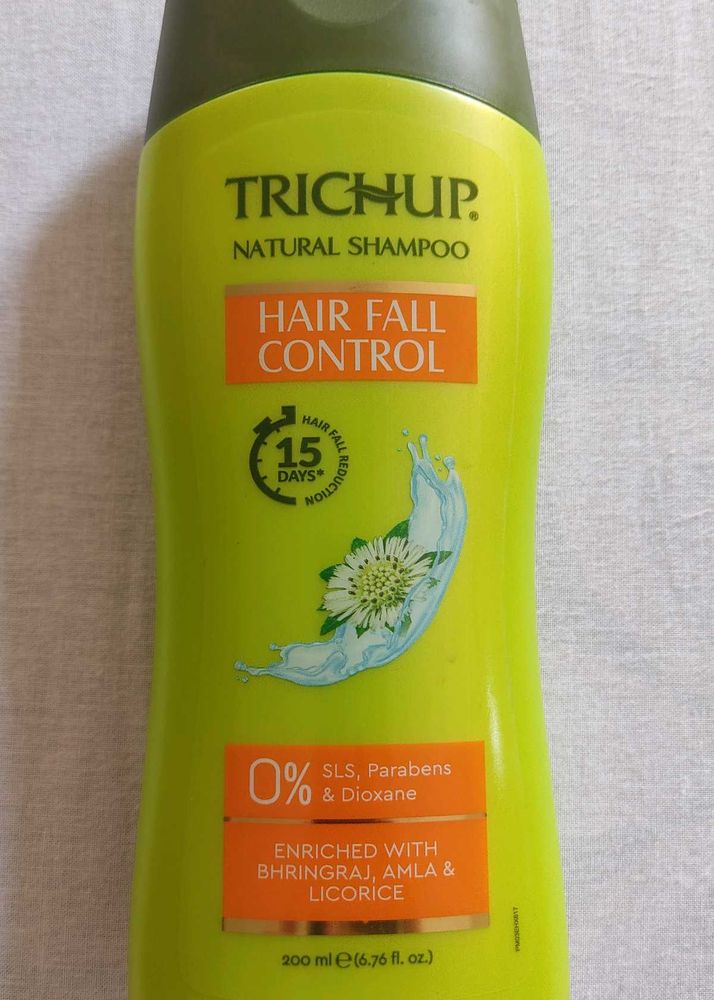 TRICHUP®
NATURAL SHAMPOO
HAIR FALL
CONTROL
HAIR FALL REDUCTION
15
DAYS*
0% SLS, Parabens
& Dioxane
ENRICHED WITH
BHRINGRAJ, AMLA &
LICORICE
200 ml ℮ (6.76 fl. oz.)